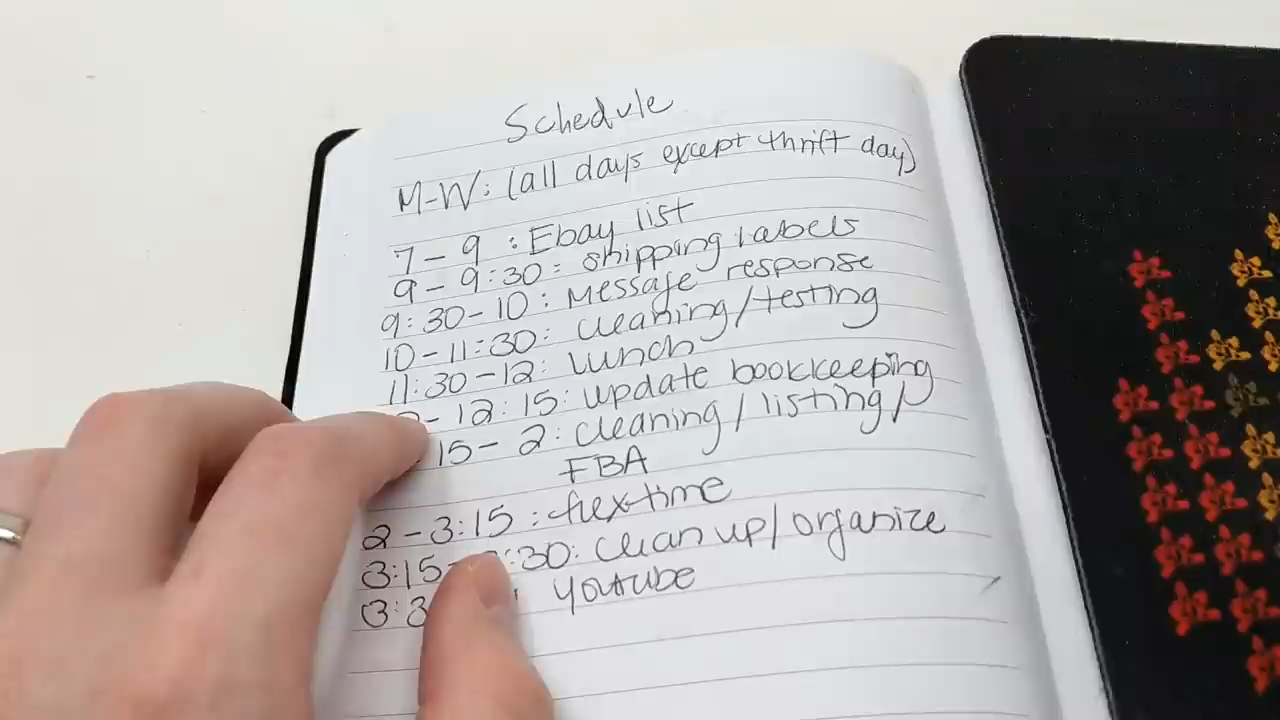 Schedule
M-W: (all days except thrift day)
7-9 : Ebay list
9-9:30: shipping labels
9:30-10: Message response
10-11:30: cleaning/testing
11:30-12: lunch
- 12:15: update bookkeeping
15-2: cleaning/listing/
FBA
2-3:15: flex time
3:15- :30: clean up/organize
3:3 Youtube